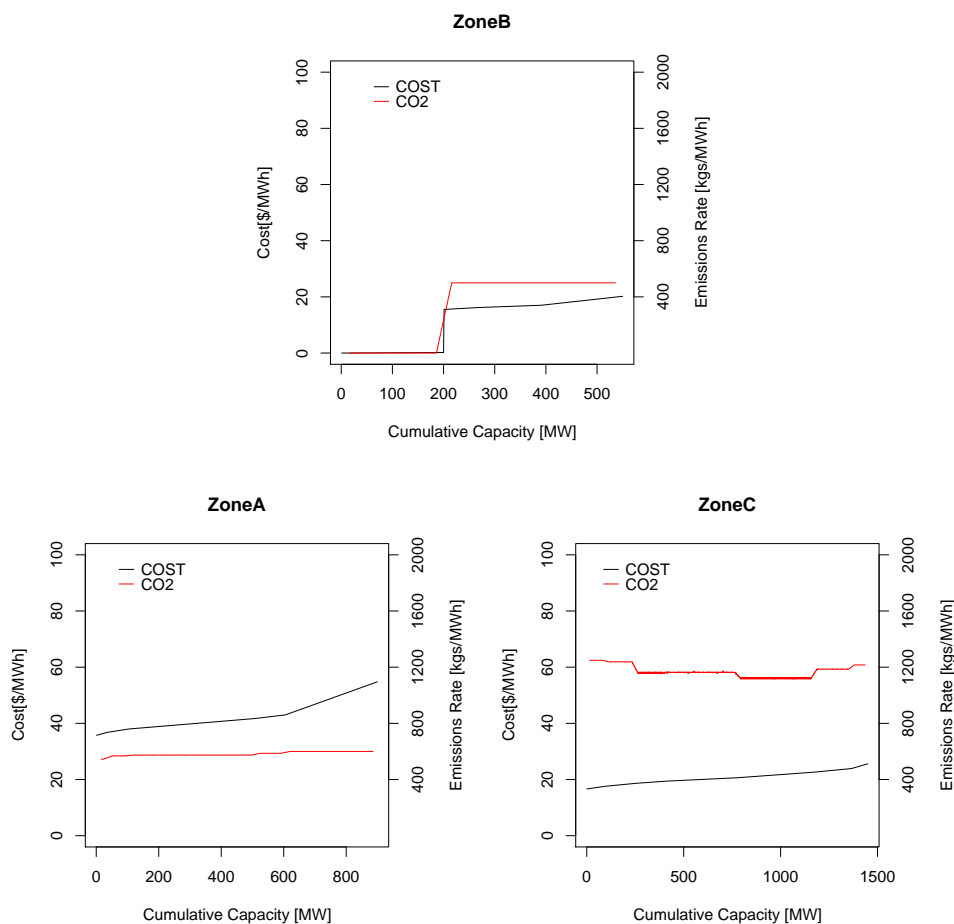 ZoneB
COST
CO2
0 20 40 60 80 100
Cost[$/MWh]
400 800 1200 1600 2000
Emissions Rate [kgs/MWh]
0 100 200 300 400 500
Cumulative Capacity [MW]
ZoneA
COST
CO2
0 20 40 60 80 100
Cost[$/MWh]
400 800 1200 1600 2000
Emissions Rate [kgs/MWh]
0 200 400 600 800
Cumulative Capacity [MW]
ZoneC
COST
CO2
0 20 40 60 80 100
Cost[$/MWh]
400 800 1200 1600 2000
Emissions Rate [kgs/MWh]
0 500 1000 1500
Cumulative Capacity [MW]